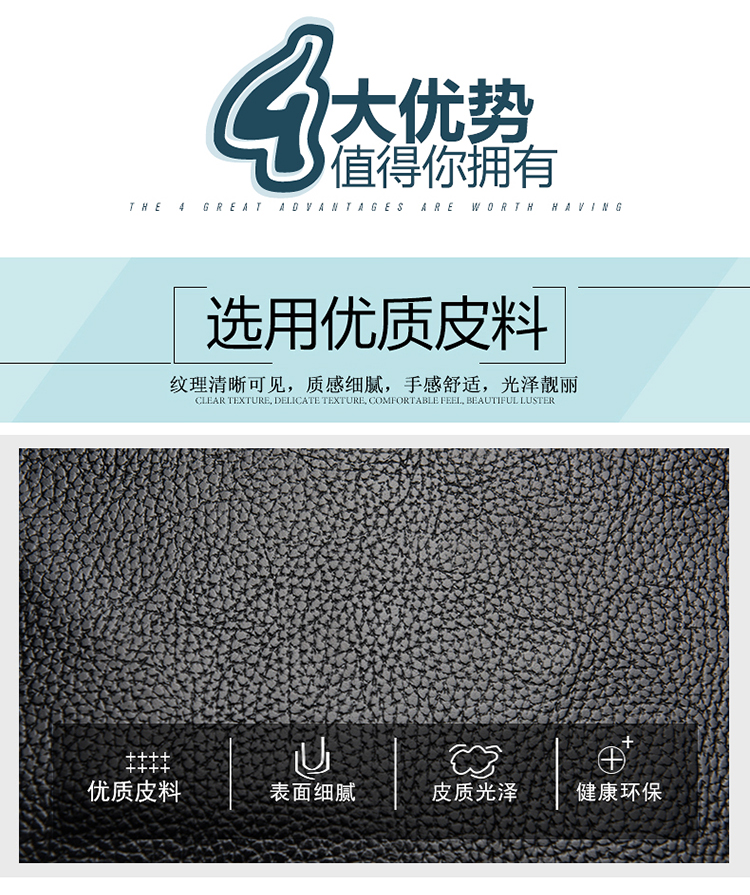 4大优势
值得你拥有
THE 4 GREAT ADVANTAGES ARE WORTH HAVING
选用优质皮料
纹理清晰可见，质感细腻，手感舒适，光泽靓丽
CLEAR TEXTURE, DELICATE TEXTURE, COMFORTABLE FEEL, BEAUTIFUL LUSTER
优质皮料
表面细腻
皮质光泽
健康环保